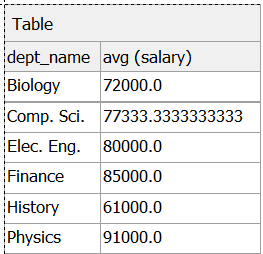 Table
dept_name avg (salary)
Biology 72000.0
Comp. Sci. 77333.3333333333
Elec. Eng. 80000.0
Finance 85000.0
History 61000.0
Physics 91000.0